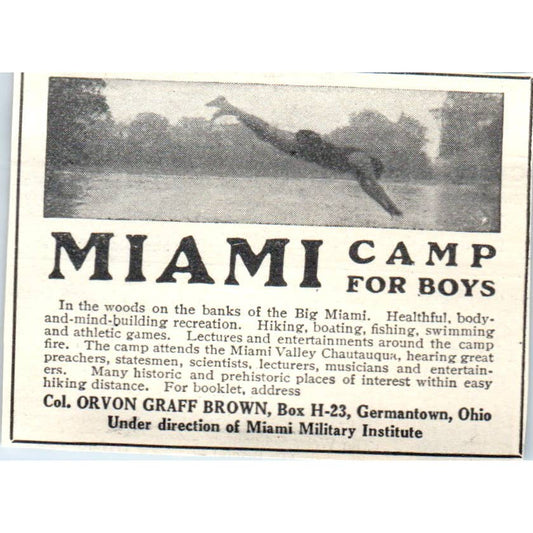 MIAMI CAMP
FOR BOYS
In the woods on the banks of the Big Miami. Healthful, body-
and-mind-building recreation. Hiking, boating, fishing, swimming
and athletic games. Lectures and entertainments around the camp
fire. The camp attends the Miami Valley Chautauqua, hearing great
preachers, statesmen, scientists, lecturers, musicians and entertain-
ers. Many historic and prehistoric places of interest within easy
hiking distance. For booklet, address
Col. ORVON GRAFF BROWN, Box H-23, Germantown, Ohio
Under direction of Miami Military Institute